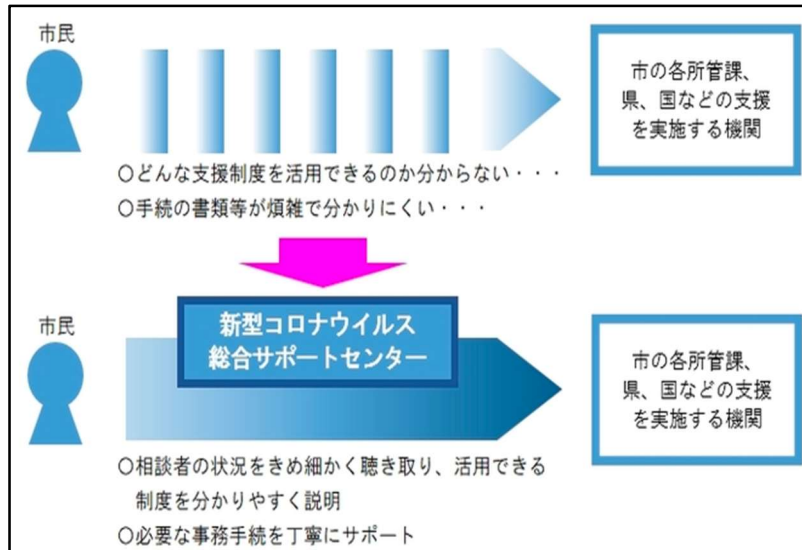 市民
市の各所管課、
県、国などの支援
を実施する機関
〇どんな支援制度を活用できるのか分からない・・・
〇手続の書類等が煩雑で分かりにくい・・・
新型コロナウイルス
総合サポートセンター
市民
市の各所管課、
県、国などの支援
を実施する機関
〇相談者の状況をきめ細かく聴き取り、活用できる
制度を分かりやすく説明
〇必要な事務手続を丁寧にサポート